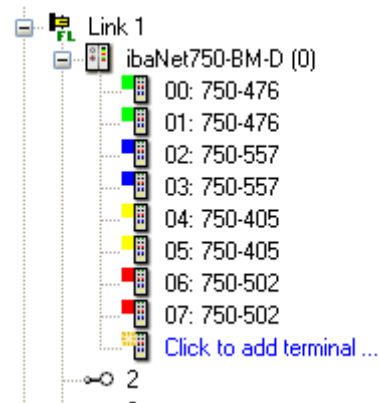 Link 1
FL
ibaNet750-BM-D (0)
00: 750-476
01: 750-476
02: 750-557
03: 750-557
04: 750-405
05: 750-405
06: 750-502
07: 750-502
Click to add terminal ...
2